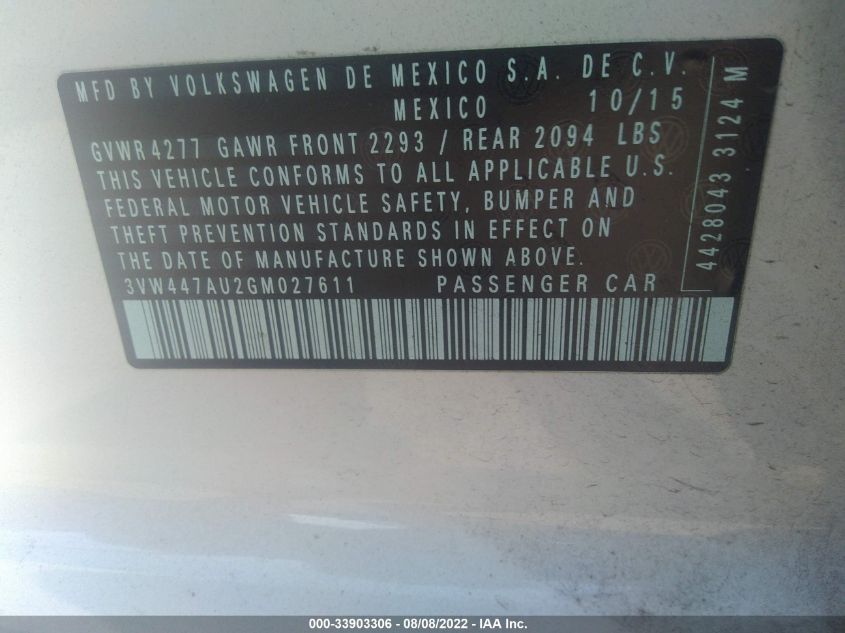 MFD BY VOLKSWAGEN DE MEXICO S.A. DE C.V.
MEXICO 10/15
GVWR 4277 GAWR FRONT 2293 / REAR 2094 LBS
THIS VEHICLE CONFORMS TO ALL APPLICABLE U.S.
FEDERAL MOTOR VEHICLE SAFETY, BUMPER AND
THEFT PREVENTION STANDARDS IN EFFECT ON
THE DATE OF MANUFACTURE SHOWN ABOVE.
3VW447AU2GM027611 PASSENGER CAR
4428043 3124 M
000-33903306 - 08/08/2022 - IAA Inc.